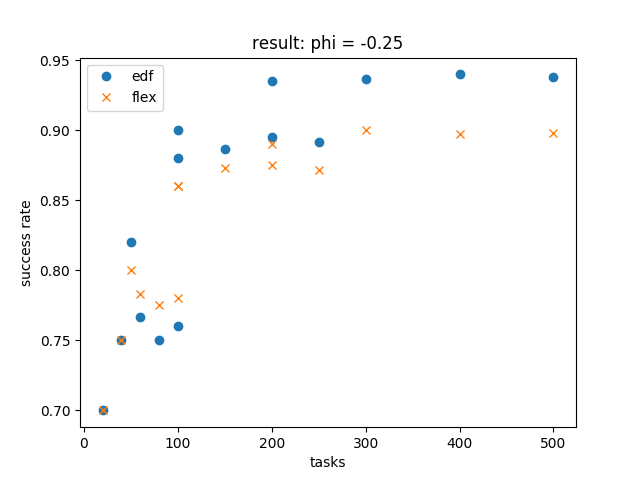 result: phi = -0.25
edf
flex
success rate
0.95
0.90
0.85
0.80
0.75
0.70
0 100 200 300 400 500
tasks